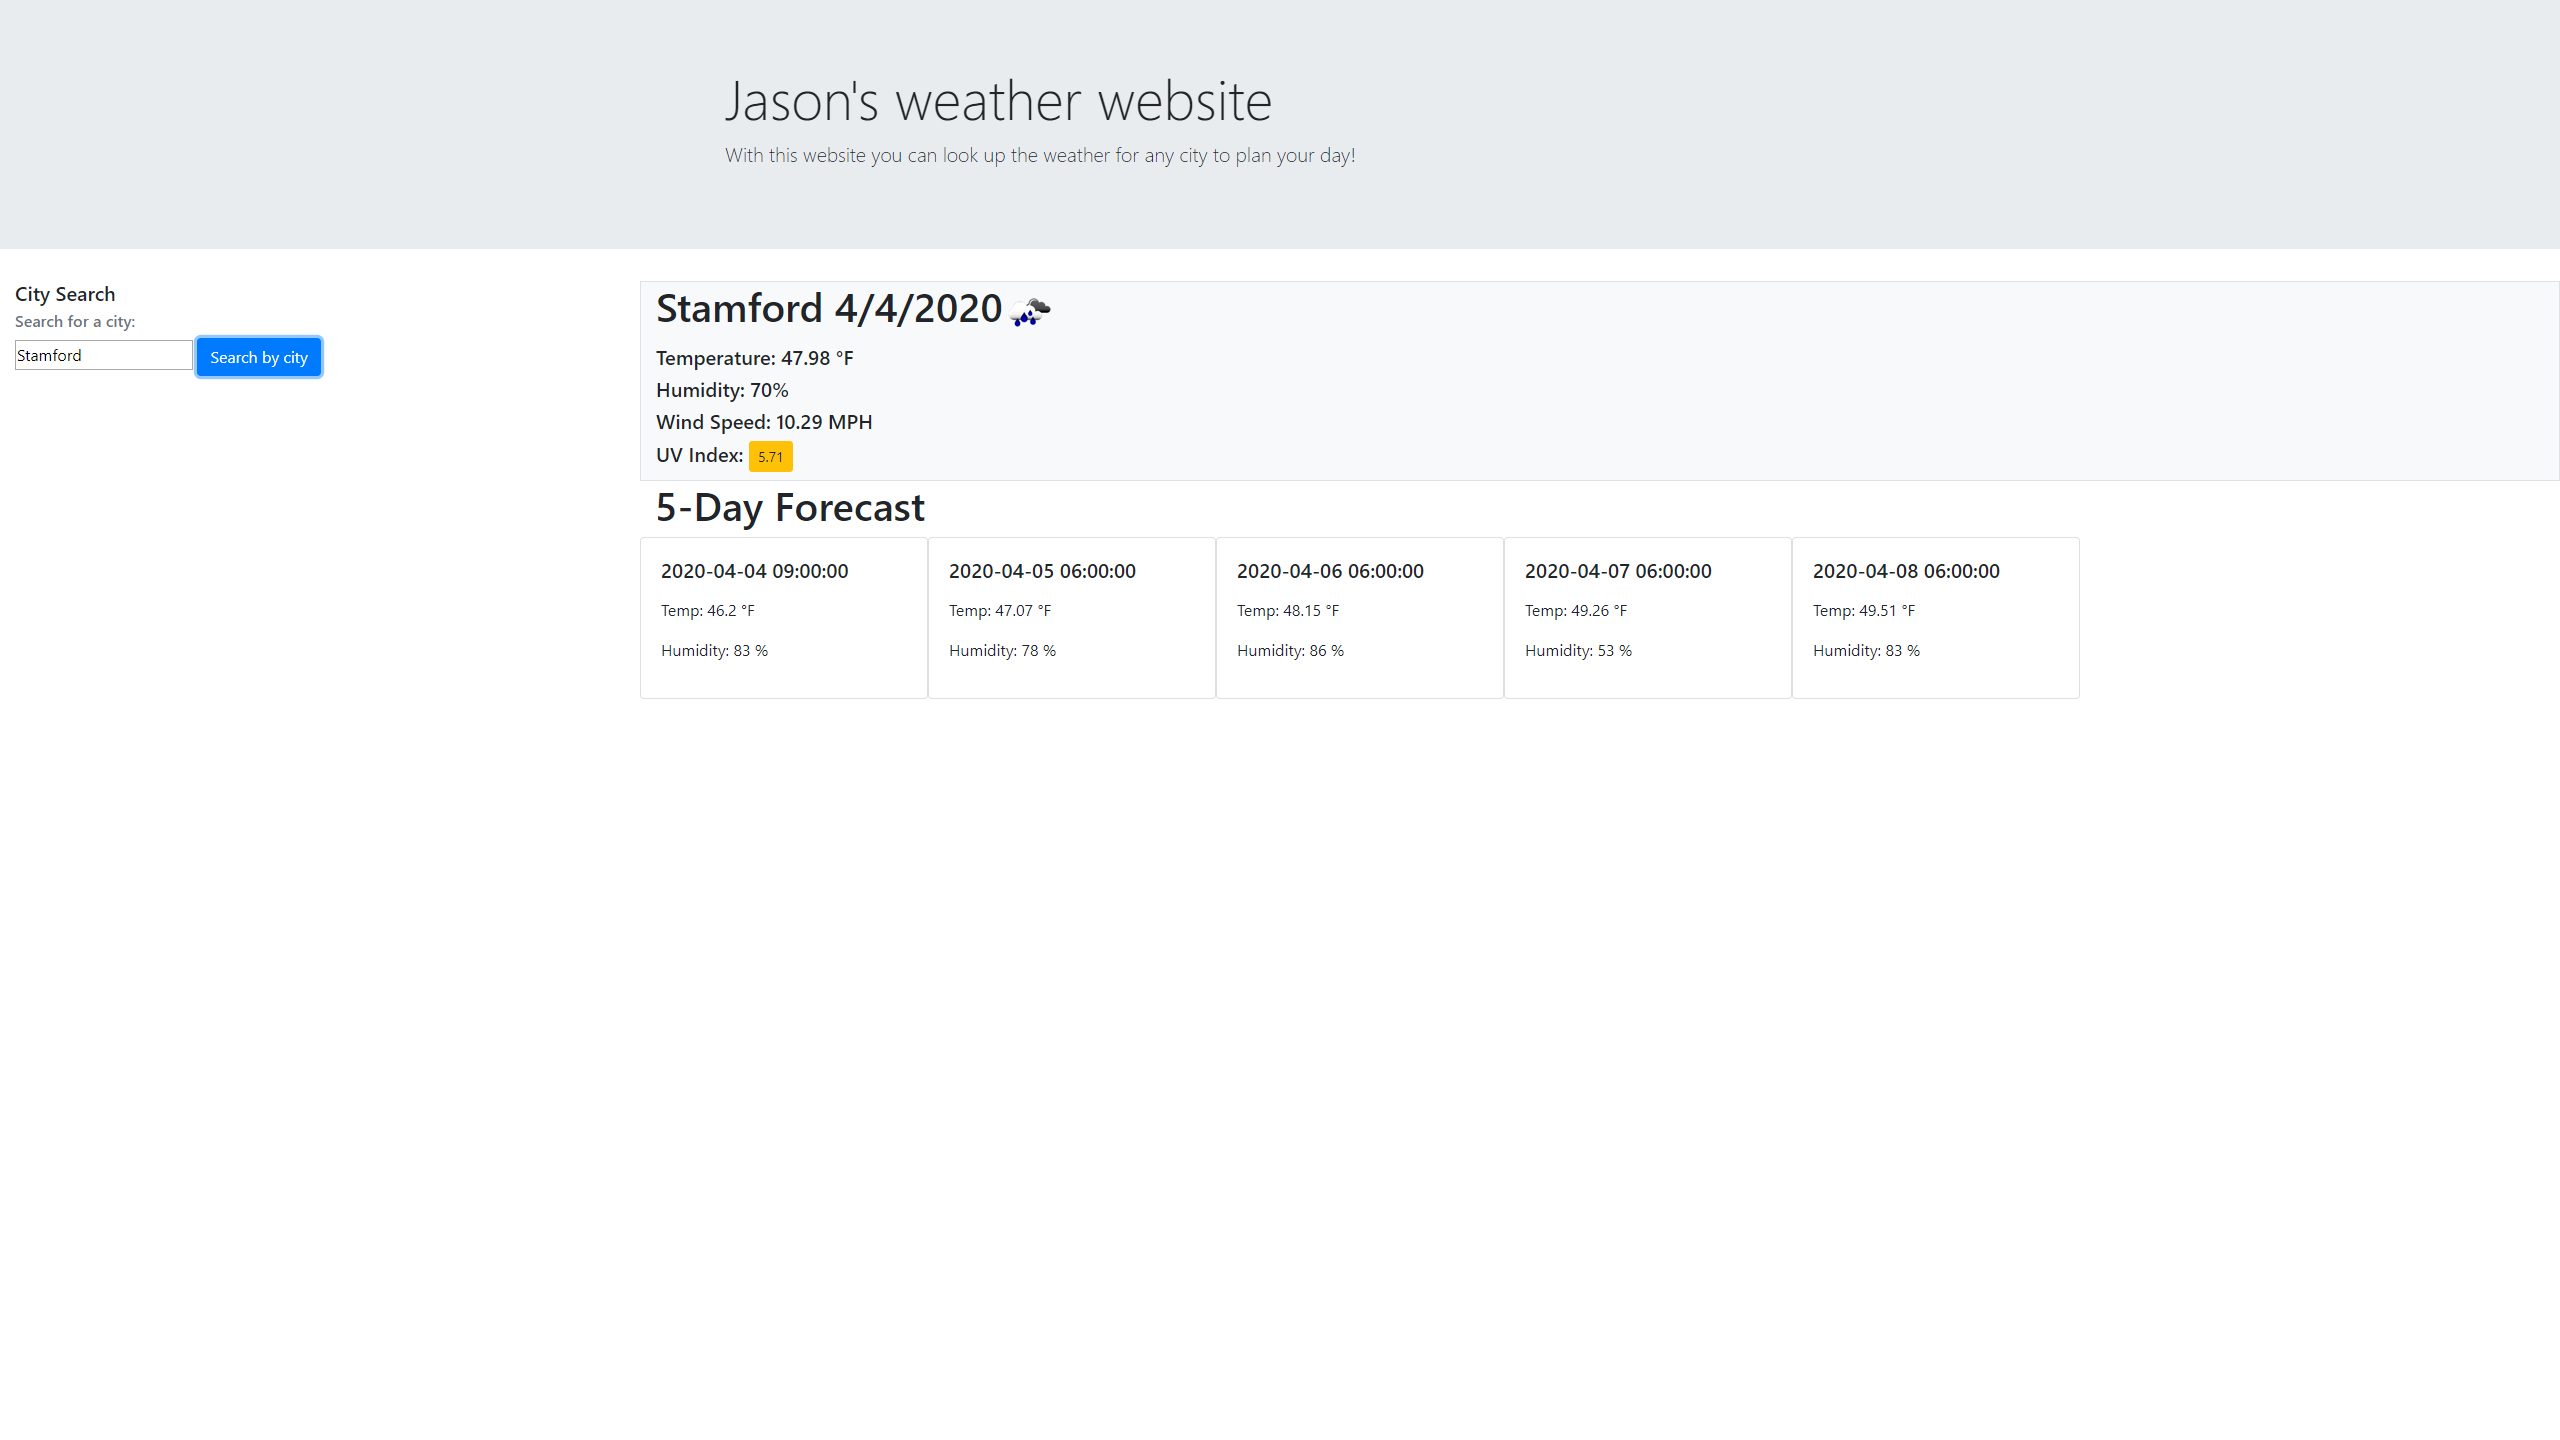 Jason's weather website
With this website you can look up the weather for any city to plan your day!
City Search
Search for a city:
Stamford
Search by city
Stamford 4/4/2020
Temperature: 47.98 °F
Humidity: 70%
Wind Speed: 10.29 MPH
UV Index: 5.71
5-Day Forecast
2020-04-04 09:00:00
Temp: 46.2 °F
Humidity: 83 %
2020-04-05 06:00:00
Temp: 47.07 °F
Humidity: 78 %
2020-04-06 06:00:00
Temp: 48.15 °F
Humidity: 86 %
2020-04-07 06:00:00
Temp: 49.26 °F
Humidity: 53 %
2020-04-08 06:00:00
Temp: 49.51 °F
Humidity: 83 %